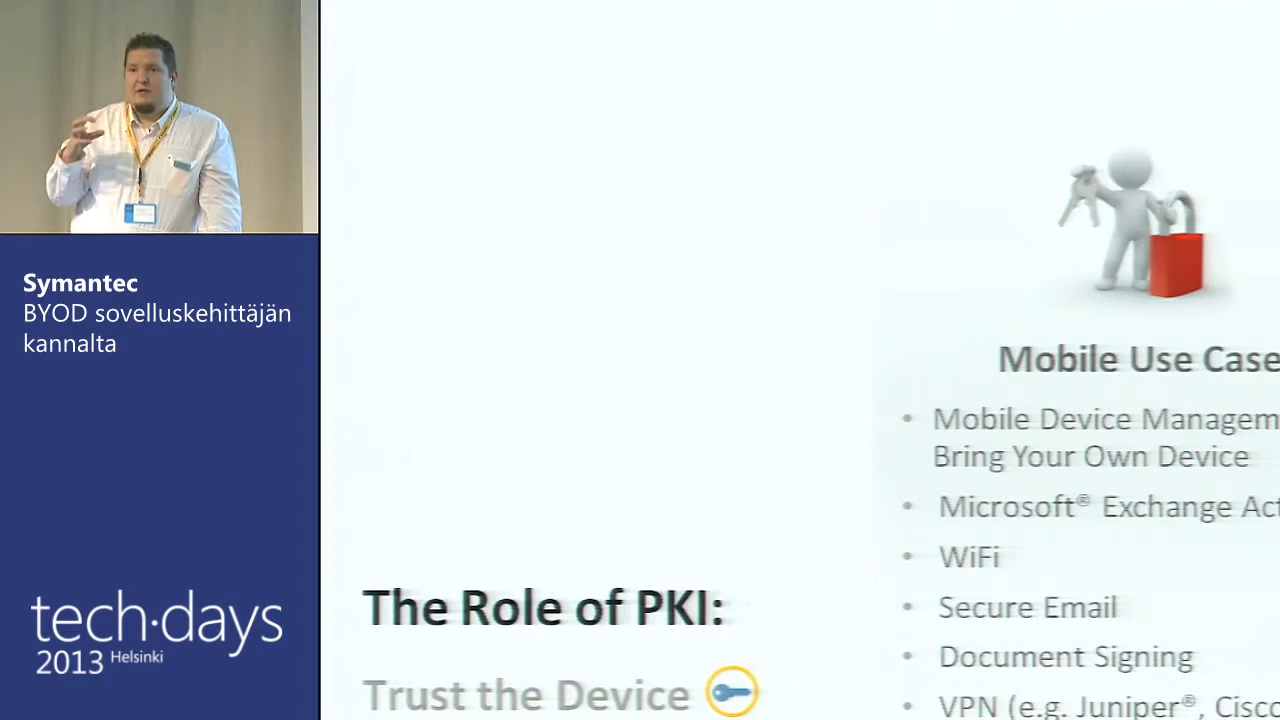 Symantec
BYOD sovelluskehittäjän
kannalta
tech·days
2013 Helsinki
The Role of PKI:
Trust the Device
Mobile Use Case
Mobile Device Managem
Bring Your Own Device
Microsoft® Exchange Act
WiFi
Secure Email
Document Signing
VPN (e.g. Juniper®, Cisco